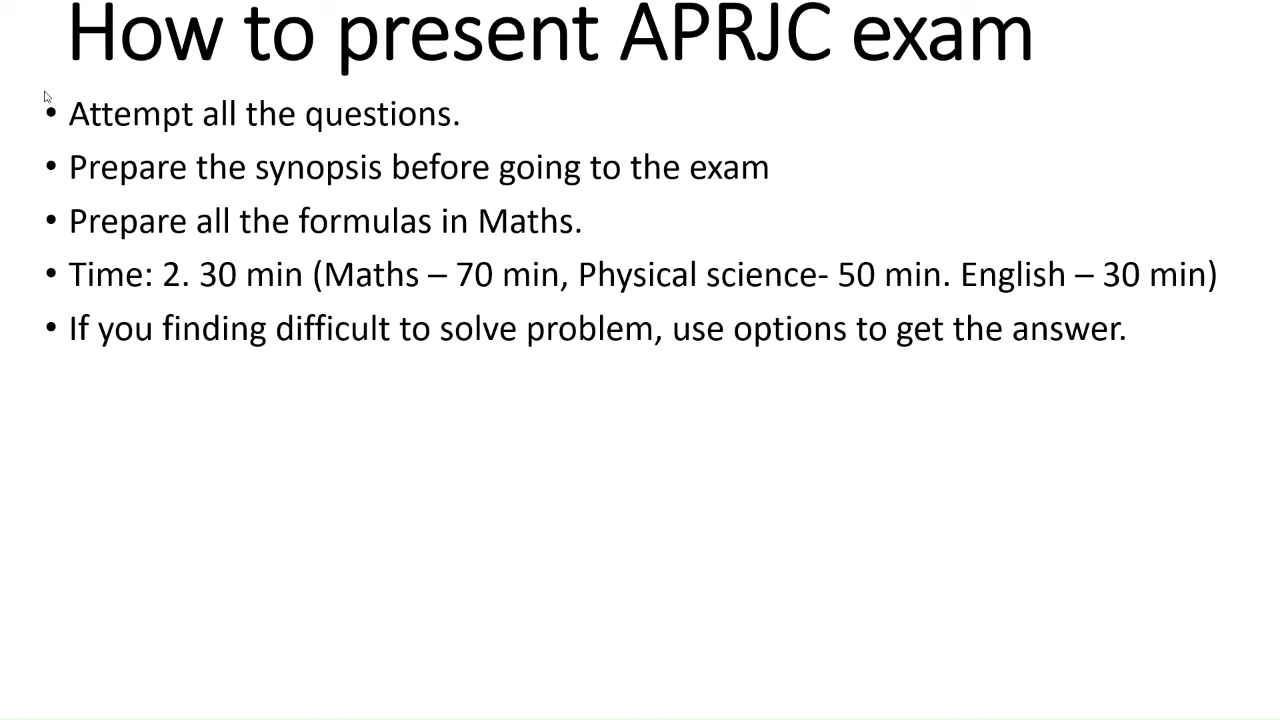 How to present APRJC exam
• Attempt all the questions.
• Prepare the synopsis before going to the exam
• Prepare all the formulas in Maths.
• Time: 2. 30 min (Maths – 70 min, Physical science- 50 min. English – 30 min)
• If you finding difficult to solve problem, use options to get the answer.